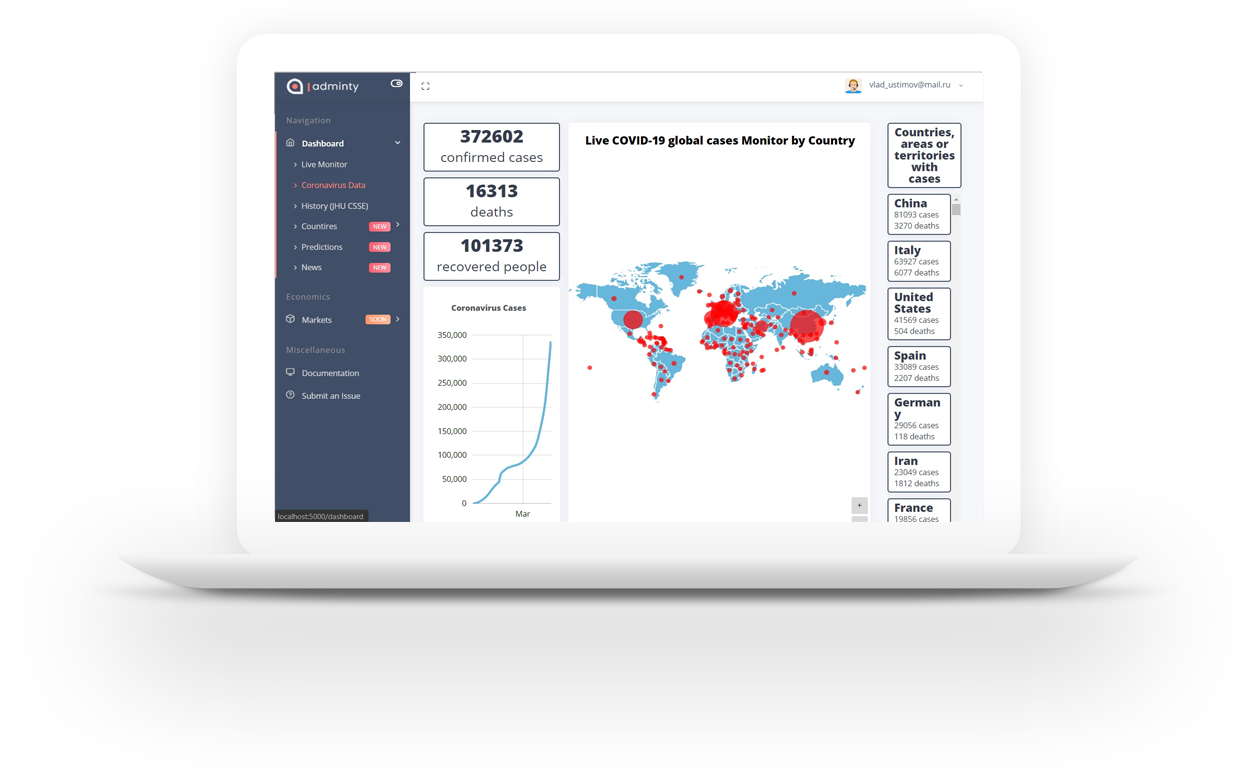 adminty
vlad_ustimov@mail.ru
Navigation
Dashboard
Live Monitor
Coronavirus Data
History (JHU CSSE)
Countires NEW
Predictions NEW
News NEW
Economics
Markets SOON
Miscellaneous
Documentation
Submit an Issue
localhost:5000/dashboard
372602
confirmed cases
16313
deaths
101373
recovered people
Coronavirus Cases
350,000
300,000
250,000
200,000
150,000
100,000
50,000
0
Mar
Live COVID-19 global cases Monitor by Country
+
Countries,
areas or
territories
with
cases
China
81093 cases
3270 deaths
Italy
63927 cases
6077 deaths
United
States
41569 cases
504 deaths
Spain
33089 cases
2207 deaths
German
y
29056 cases
118 deaths
Iran
23049 cases
1812 deaths
France
19856 cases